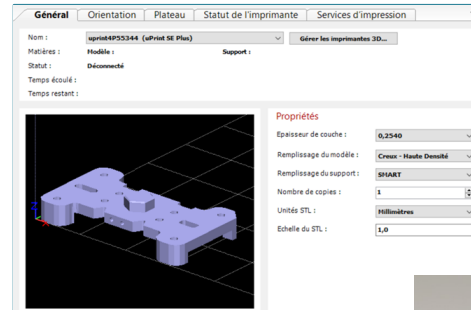 Général Orientation Plateau Statut de l'imprimante Services d'impression
Nom : uprint4P55344 (uPrint SE Plus) Gérer les imprimantes 3D...
Matières : Modèle : Support :
Statut : Déconnecté
Temps écoulé :
Temps restant :
Propriétés
Epaisseur de couche : 0,2540
Remplissage du modèle : Creux - Haute Densité
Remplissage du support : SMART
Nombre de copies : 1
Unités STL : Millimètres
Echelle du STL : 1,0